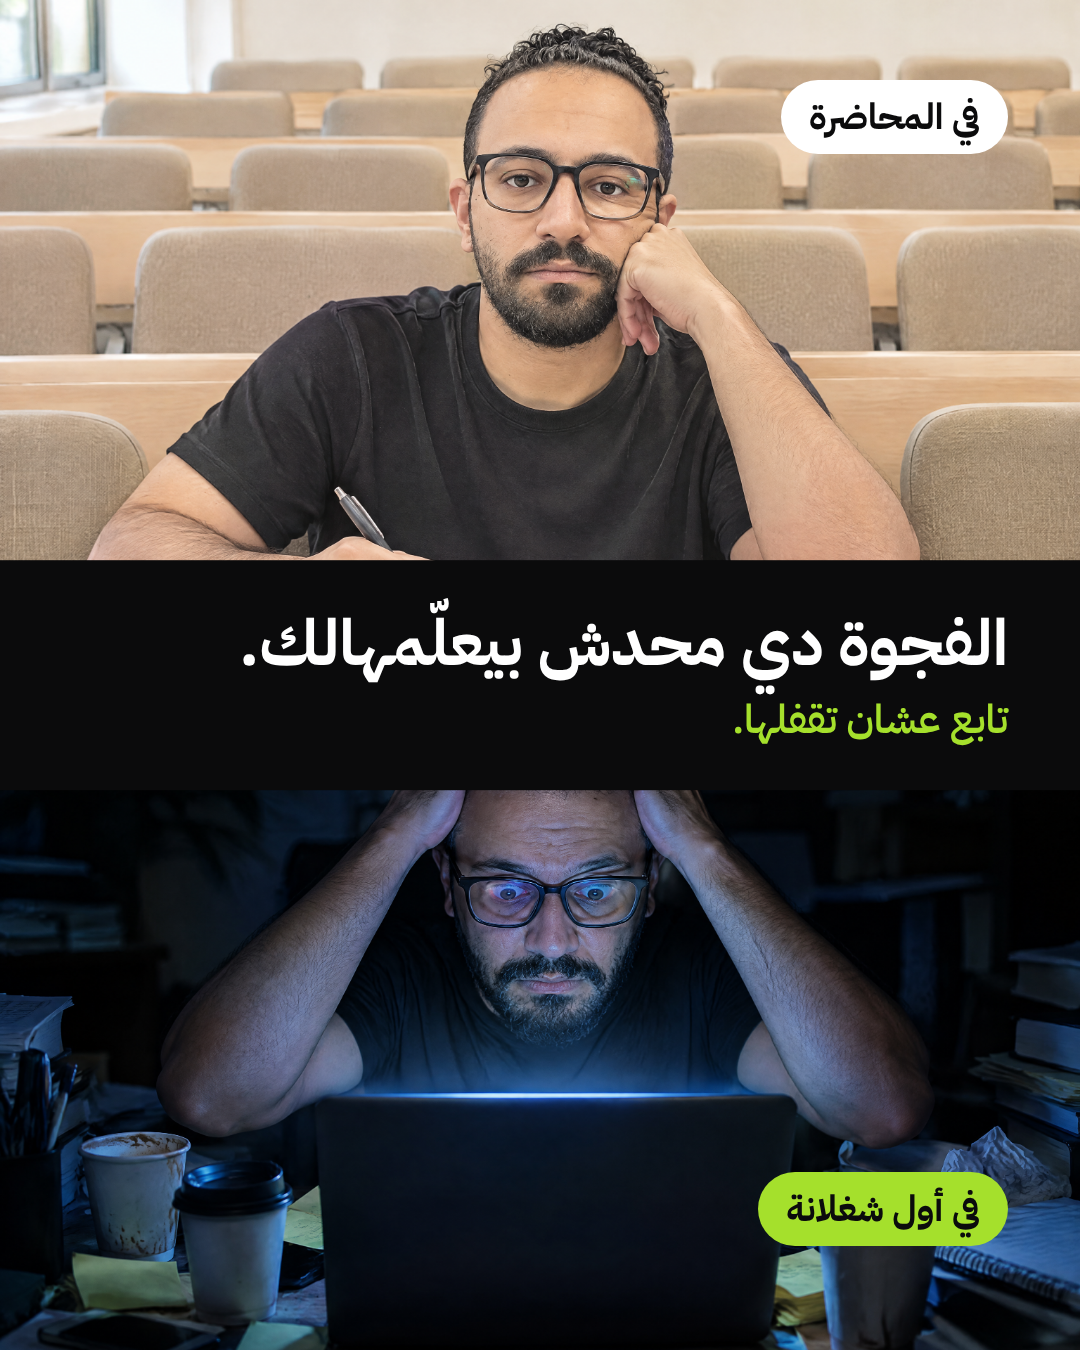 في المحاضرة
الفجوة دي محدش بيعلّمهالك.
تابع عشان تقفلها.
في أول شغلانة